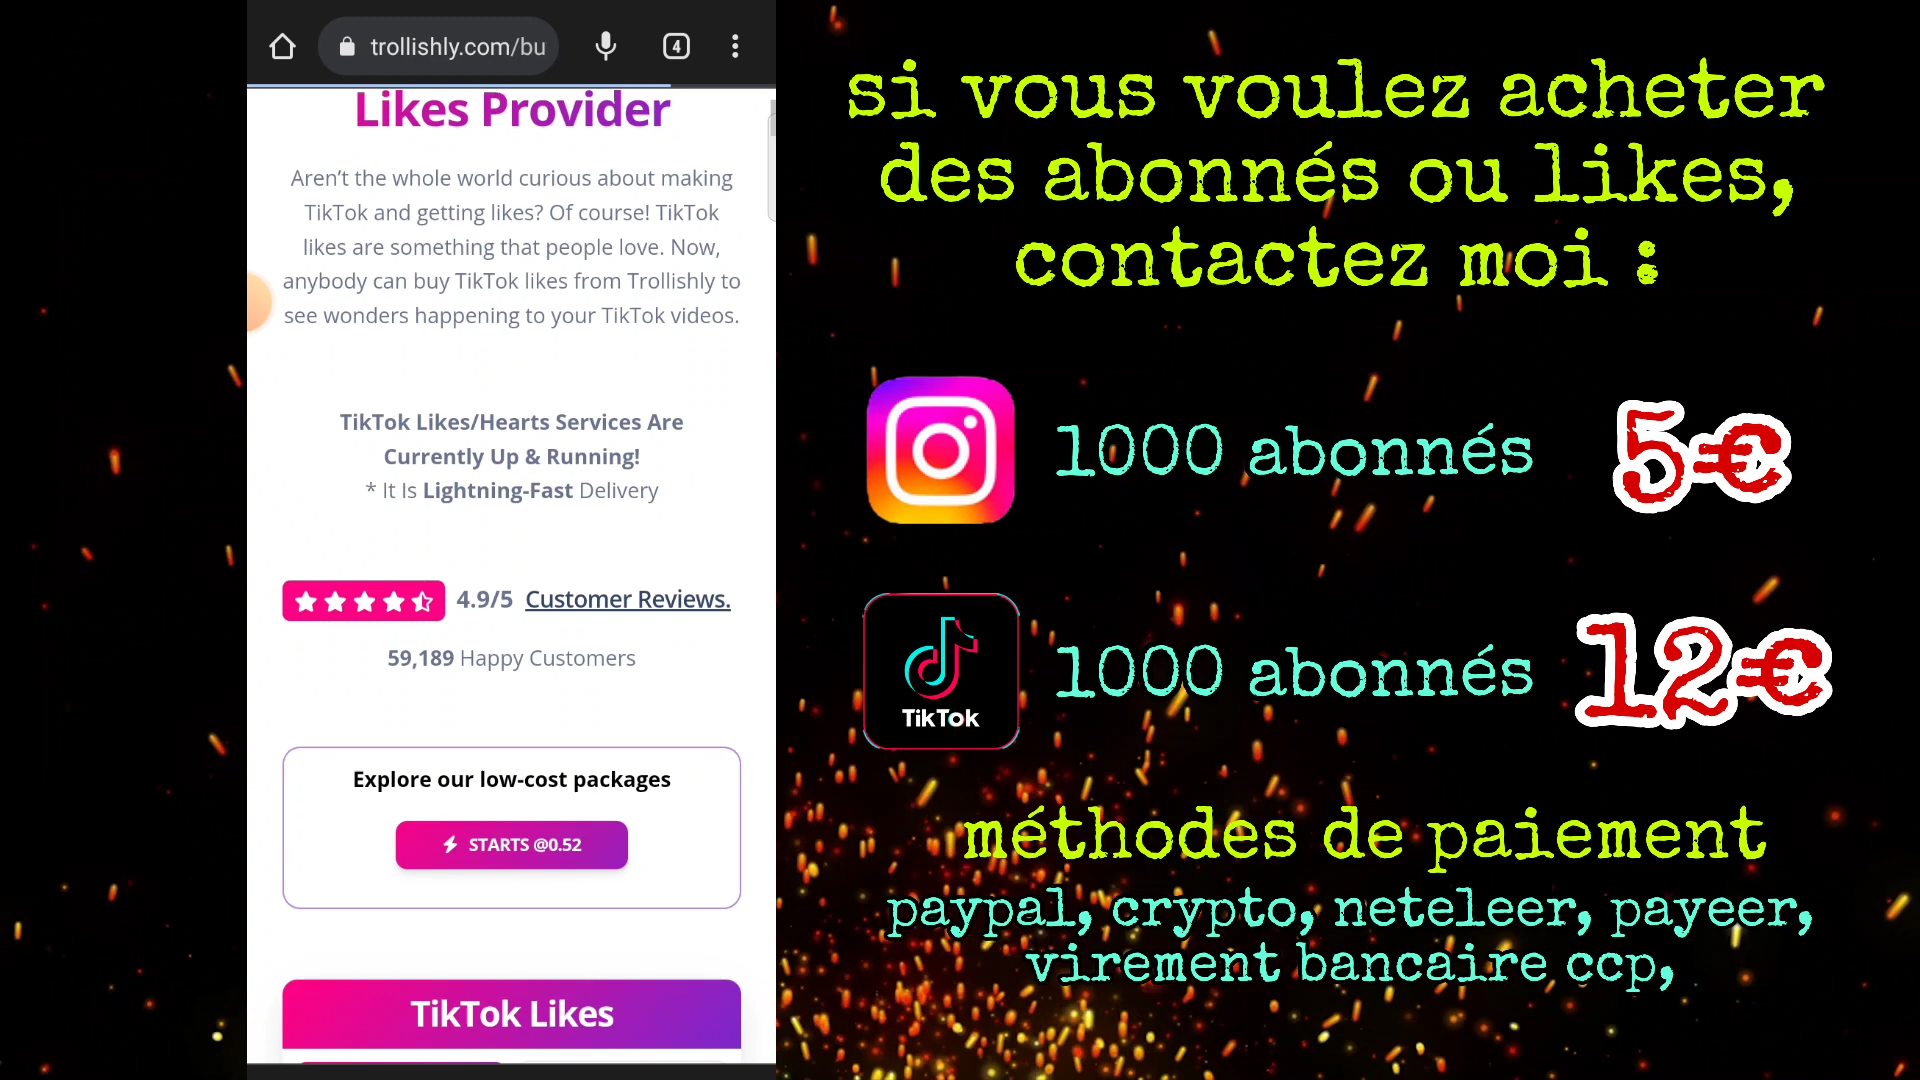 trollishly.com/bu
4
Likes Provider
Aren’t the whole world curious about making
TikTok and getting likes? Of course! TikTok
likes are something that people love. Now,
anybody can buy TikTok likes from Trollishly to
see wonders happening to your TikTok videos.
TikTok Likes/Hearts Services Are
Currently Up & Running!
* It Is Lightning-Fast Delivery
4.9/5 Customer Reviews.
59,189 Happy Customers
Explore our low-cost packages
STARTS @0.52
TikTok Likes
si vous voulez acheter
des abonnés ou likes,
contactez moi :
1000 abonnés 5€
TikTok
1000 abonnés 12€
méthodes de paiement
paypal, crypto, neteleer, payeer,
virement bancaire ccp,